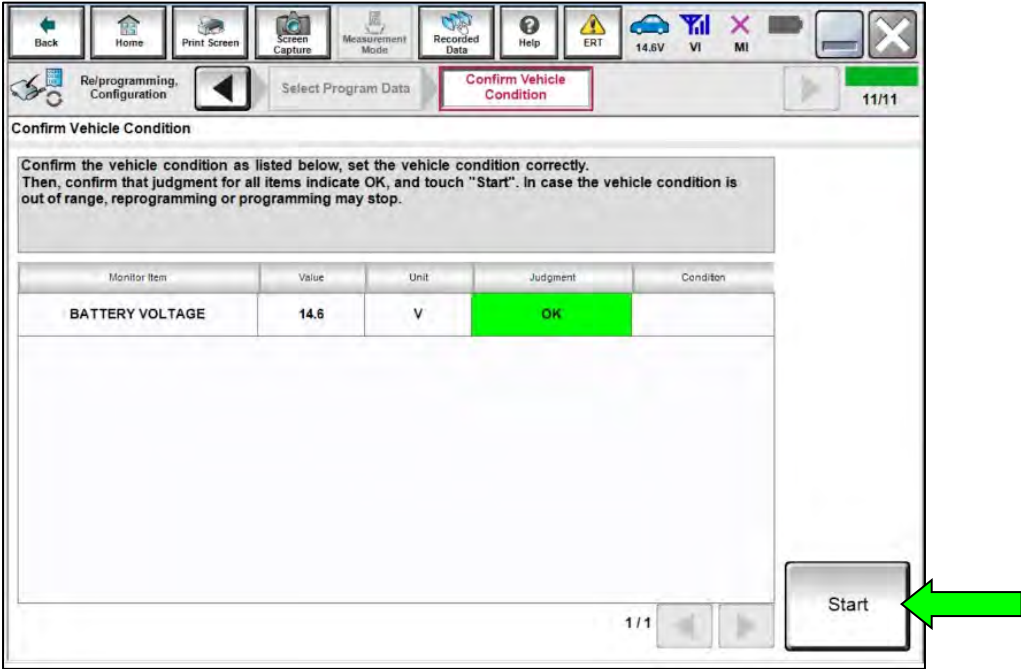 Back
Home
Print Screen
Screen
Capture
Measurement
Mode
Recorded
Data
Help
ERT
14.6V
VI
MI
Re/programming,
Configuration
Select Program Data
Confirm Vehicle
Condition
11/11
Confirm Vehicle Condition
Confirm the vehicle condition as listed below, set the vehicle condition correctly.
Then, confirm that judgment for all items indicate OK, and touch "Start". In case the vehicle condition is
out of range, reprogramming or programming may stop.
Monitor Item Value Unit Judgment Condition
BATTERY VOLTAGE 14.6 V OK
1/1
Start